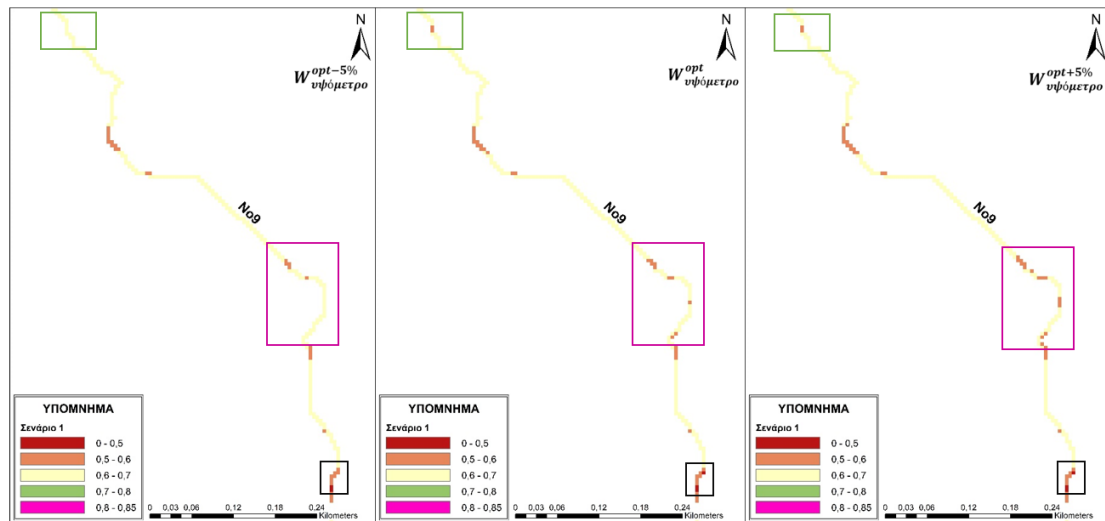 N
W^{opt−5%}_{υψόμετρο}
No9
ΥΠΟΜΝΗΜΑ
Σενάριο 1
0 - 0,5
0,5 - 0,6
0,6 - 0,7
0,7 - 0,8
0,8 - 0,85
0 0,03 0,06 0,12 0,18 0,24
Kilometers
N
W^{opt}_{υψόμετρο}
No9
ΥΠΟΜΝΗΜΑ
Σενάριο 1
0 - 0,5
0,5 - 0,6
0,6 - 0,7
0,7 - 0,8
0,8 - 0,85
0 0,03 0,06 0,12 0,18 0,24
Kilometers
N
W^{opt+5%}_{υψόμετρο}
No9
ΥΠΟΜΝΗΜΑ
Σενάριο 1
0 - 0,5
0,5 - 0,6
0,6 - 0,7
0,7 - 0,8
0,8 - 0,85
0 0,03 0,06 0,12 0,18 0,24
Kilometers